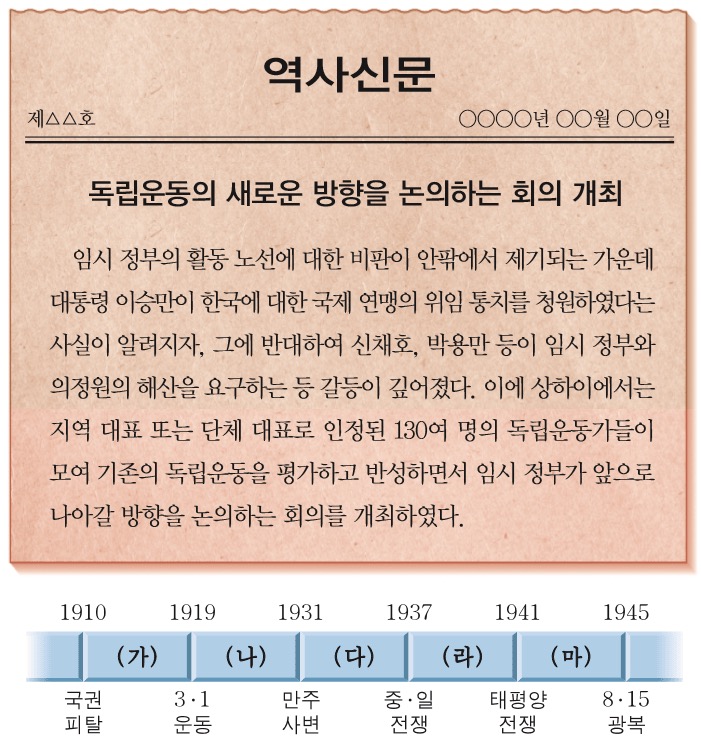 역사신문
제△△호 ○○○○년 ○○월 ○○일
독립운동의 새로운 방향을 논의하는 회의 개최
임시 정부의 활동 노선에 대한 비판이 안팎에서 제기되는 가운데
대통령 이승만이 한국에 대한 국제 연맹의 위임 통치를 청원하였다는
사실이 알려지자, 그에 반대하여 신채호, 박용만 등이 임시 정부와
의정원의 해산을 요구하는 등 갈등이 깊어졌다. 이에 상하이에서는
지역 대표 또는 단체 대표로 인정된 130여 명의 독립운동가들이
모여 기존의 독립운동을 평가하고 반성하면서 임시 정부가 앞으로
나아갈 방향을 논의하는 회의를 개최하였다.
1910 1919 1931 1937 1941 1945
(가) (나) (다) (라) (마)
국권 3·1 만주 중·일 태평양 8·15
피탈 운동 사변 전쟁 전쟁 광복